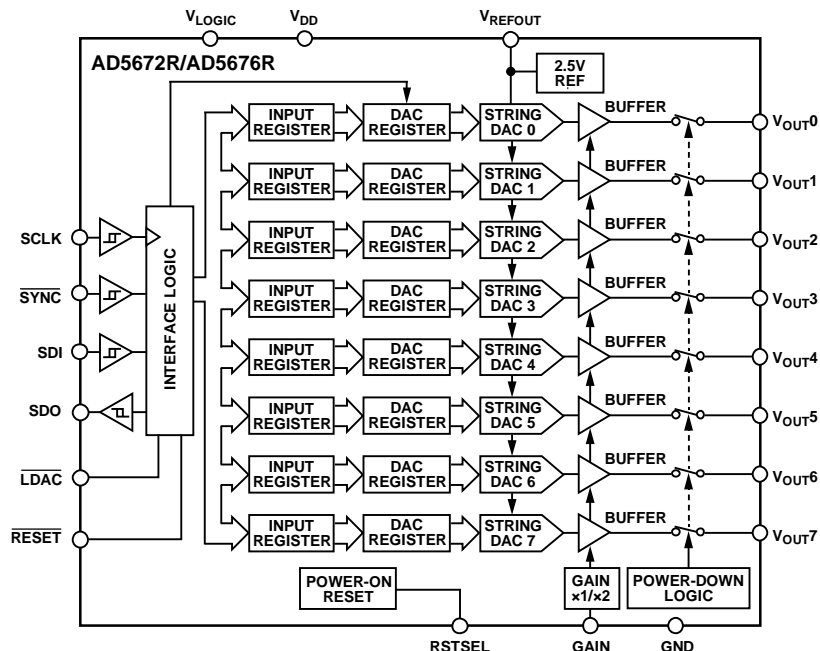 VLOGIC VDD VREFOUT
AD5672R/AD5676R
2.5V
REF
INPUT
REGISTER
DAC
REGISTER
STRING
DAC 0
BUFFER
VOUT0
INPUT
REGISTER
DAC
REGISTER
STRING
DAC 1
BUFFER
VOUT1
SCLK
INPUT
REGISTER
DAC
REGISTER
STRING
DAC 2
BUFFER
VOUT2
SYNC
INTERFACE LOGIC
INPUT
REGISTER
DAC
REGISTER
STRING
DAC 3
BUFFER
VOUT3
SDI
INPUT
REGISTER
DAC
REGISTER
STRING
DAC 4
BUFFER
VOUT4
SDO
INPUT
REGISTER
DAC
REGISTER
STRING
DAC 5
BUFFER
VOUT5
LDAC
INPUT
REGISTER
DAC
REGISTER
STRING
DAC 6
BUFFER
VOUT6
RESET
INPUT
REGISTER
DAC
REGISTER
STRING
DAC 7
BUFFER
VOUT7
POWER-ON
RESET
GAIN
×1/×2
POWER-DOWN
LOGIC
RSTSEL GAIN GND